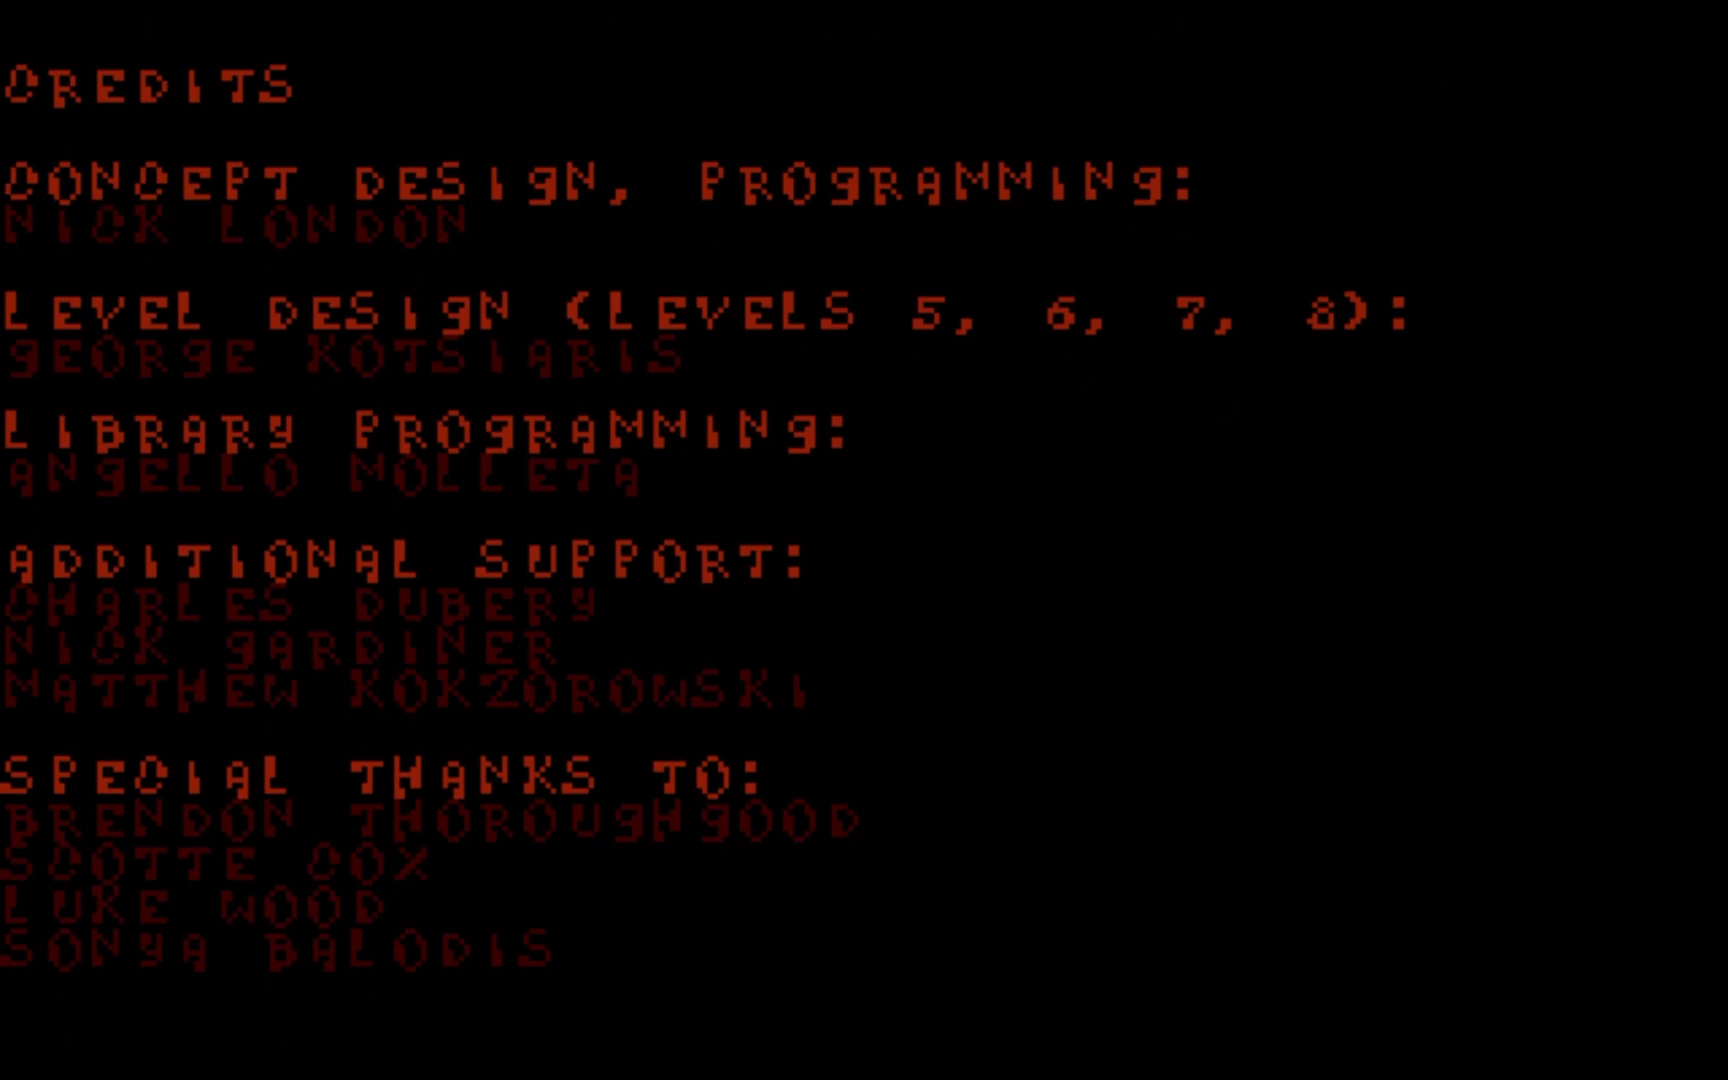 CREDITS
CONCEPT DESIGN, PROGRAMMING:
NICK LONDON
LEVEL DESIGN (LEVELS 5, 6, 7, 8):
GEORGE KOTSIARIS
LIBRARY PROGRAMMING:
ANGELLO MOLLETA
ADDITIONAL SUPPORT:
CHARLES DUBERY
NICK GARDINER
MATTHEW KOKZOROWSKI
SPECIAL THANKS TO:
BRENDON THOROUGHGOOD
SCOTTE COX
LUKE WOOD
SONYA BALODIS